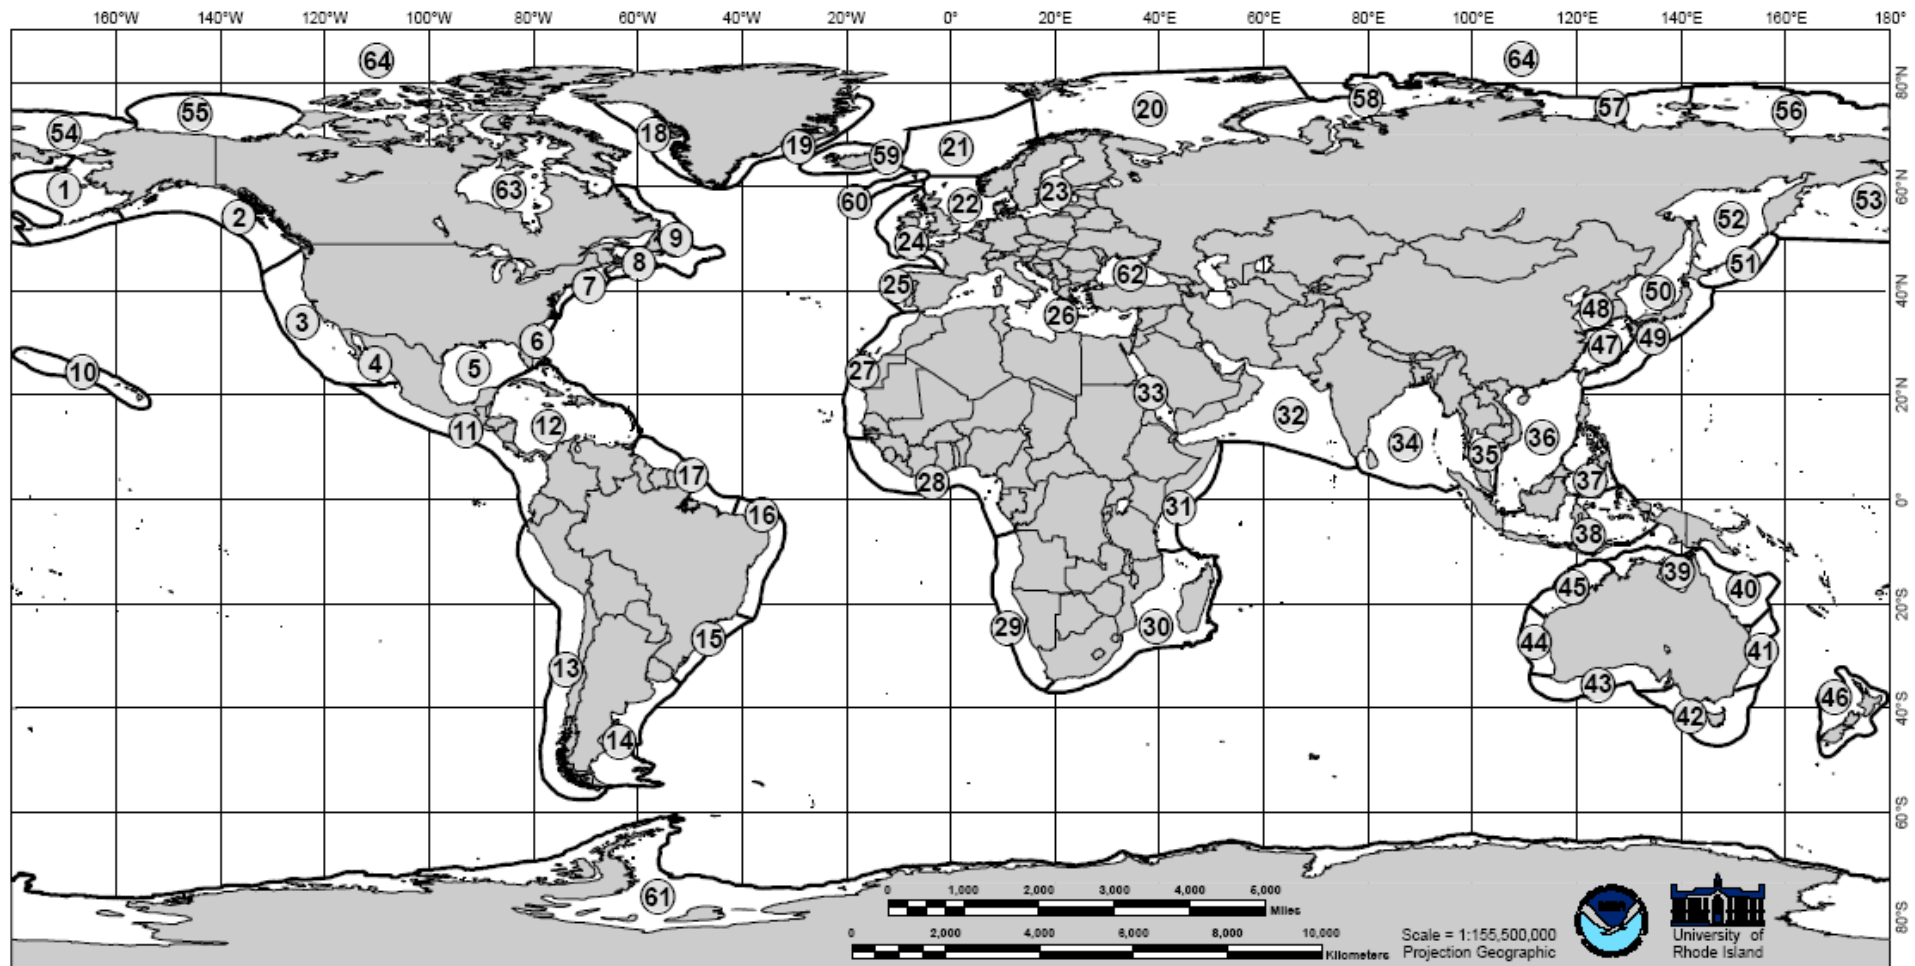 160°W 140°W 120°W 100°W 80°W 60°W 40°W 20°W 0° 20°E 40°E 60°E 80°E 100°E 120°E 140°E 160°E 180°
64 64
80°N
55 58 20 57 56
54 18 19 21 59
60°N
1 63 2 60 22 23 24 52 53
9 8 7 62 51
40°N
25 50 48 26 49 47
3 6 4 5 10 27
20°N
33 32 11 12 34 36 35
17 28 37
0°
16 31 38
39 45 40
20°S
29 30 15 44 41
13 43 46 42
40°S
14
60°S
61
80°S
0 1,000 2,000 3,000 4,000 6,000
Miles
0 2,000 4,000 6,000 8,000 10,000
Kilometers
Scale = 1:155,500,000
Projection Geographic
University of
Rhode Island